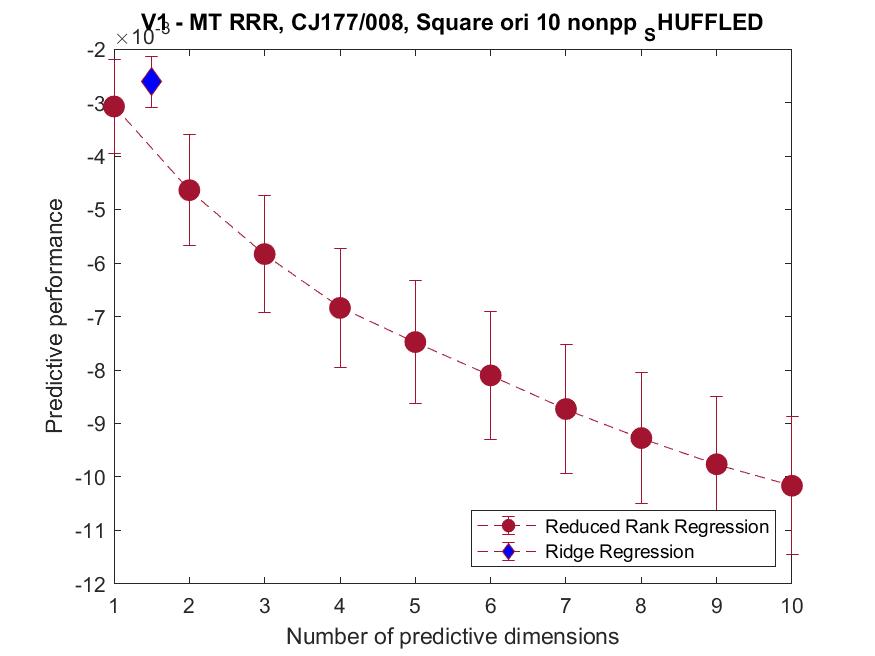 V1 - MT RRR, CJ177/008, Square ori 10 nonpp SHUFFLED
×10-3
-2
-3
-4
-5
-6
-7
-8
-9
-10
-11
-12
Predictive performance
Reduced Rank Regression
Ridge Regression
1 2 3 4 5 6 7 8 9 10
Number of predictive dimensions